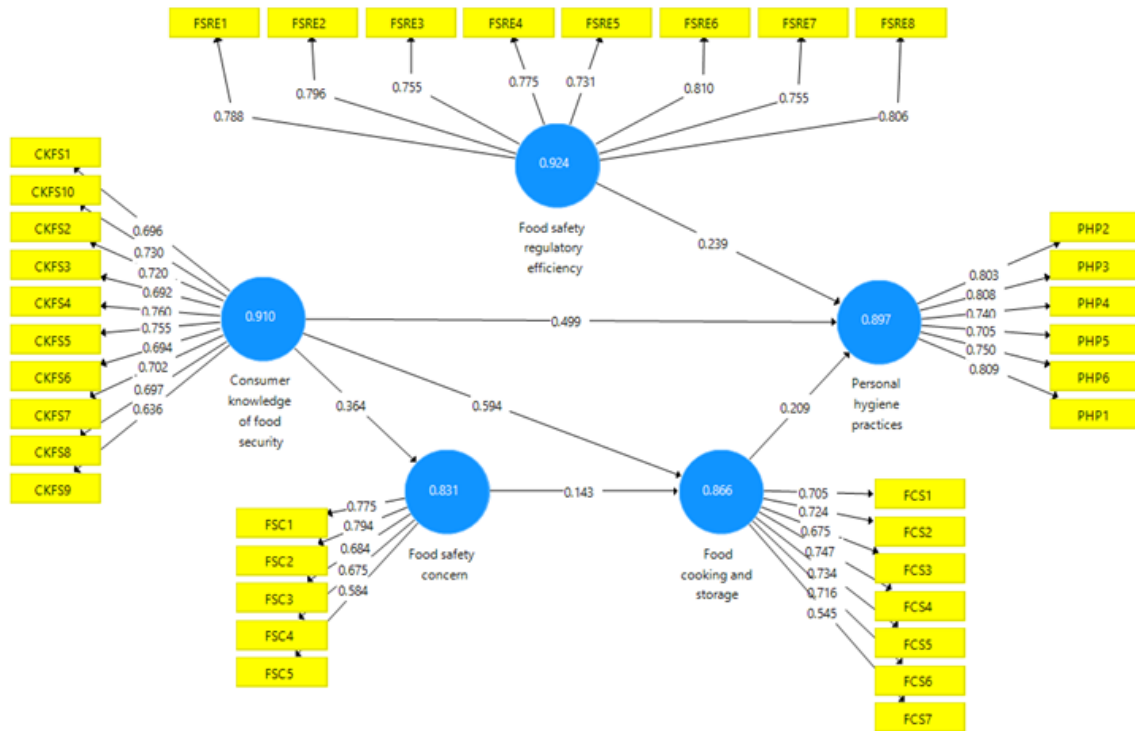 FSRE1 FSRE2 FSRE3 FSRE4 FSRE5 FSRE6 FSRE7 FSRE8
0.788 0.796 0.755 0.775 0.731 0.810 0.755 0.806
0.924
Food safety
regulatory
efficiency
CKFS1
CKFS10
CKFS2
CKFS3
CKFS4
CKFS5
CKFS6
CKFS7
CKFS8
CKFS9
0.696
0.730
0.720
0.692
0.760
0.755
0.694
0.702
0.697
0.636
0.910
Consumer
knowledge
of food
security
0.239
0.499
0.364
0.594
0.209
0.143
0.897
Personal
hygiene
practices
0.803
0.808
0.740
0.705
0.750
0.809
PHP2
PHP3
PHP4
PHP5
PHP6
PHP1
0.831
Food safety
concern
0.775
0.794
0.684
0.675
0.584
FSC1
FSC2
FSC3
FSC4
FSC5
0.866
Food
cooking and
storage
0.705
0.724
0.675
0.747
0.734
0.716
0.545
FCS1
FCS2
FCS3
FCS4
FCS5
FCS6
FCS7